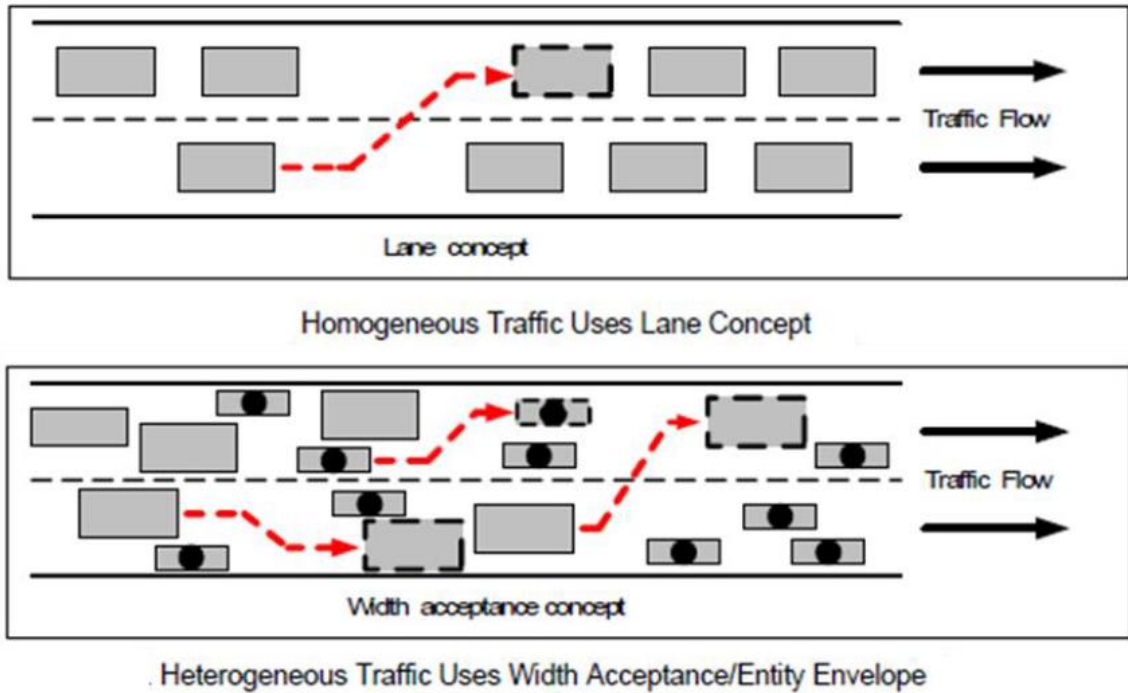 Traffic Flow
Lane concept
Homogeneous Traffic Uses Lane Concept
Traffic Flow
Width acceptance concept
. Heterogeneous Traffic Uses Width Acceptance/Entity Envelope